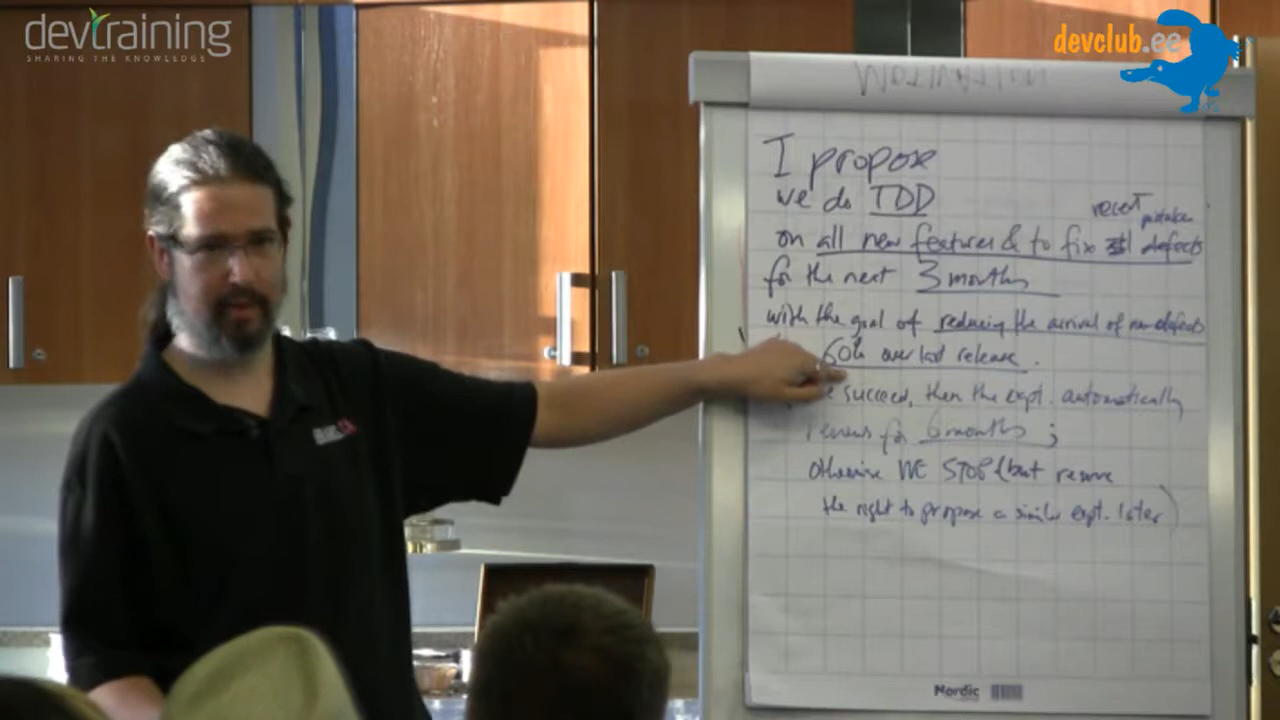 devtraining
SHARING THE KNOWLEDGE
devclub.ee
I propose
we do TDD
recent mistakes
on all new features & to fix defects
for the next 3 months
with the goal of reducing the arrival of new defects
60% over last release.
succeed, then the expt. automatically
renews for 6 months;
otherwise WE STOP (but reserve
the right to propose a similar expt. later)
Nordic